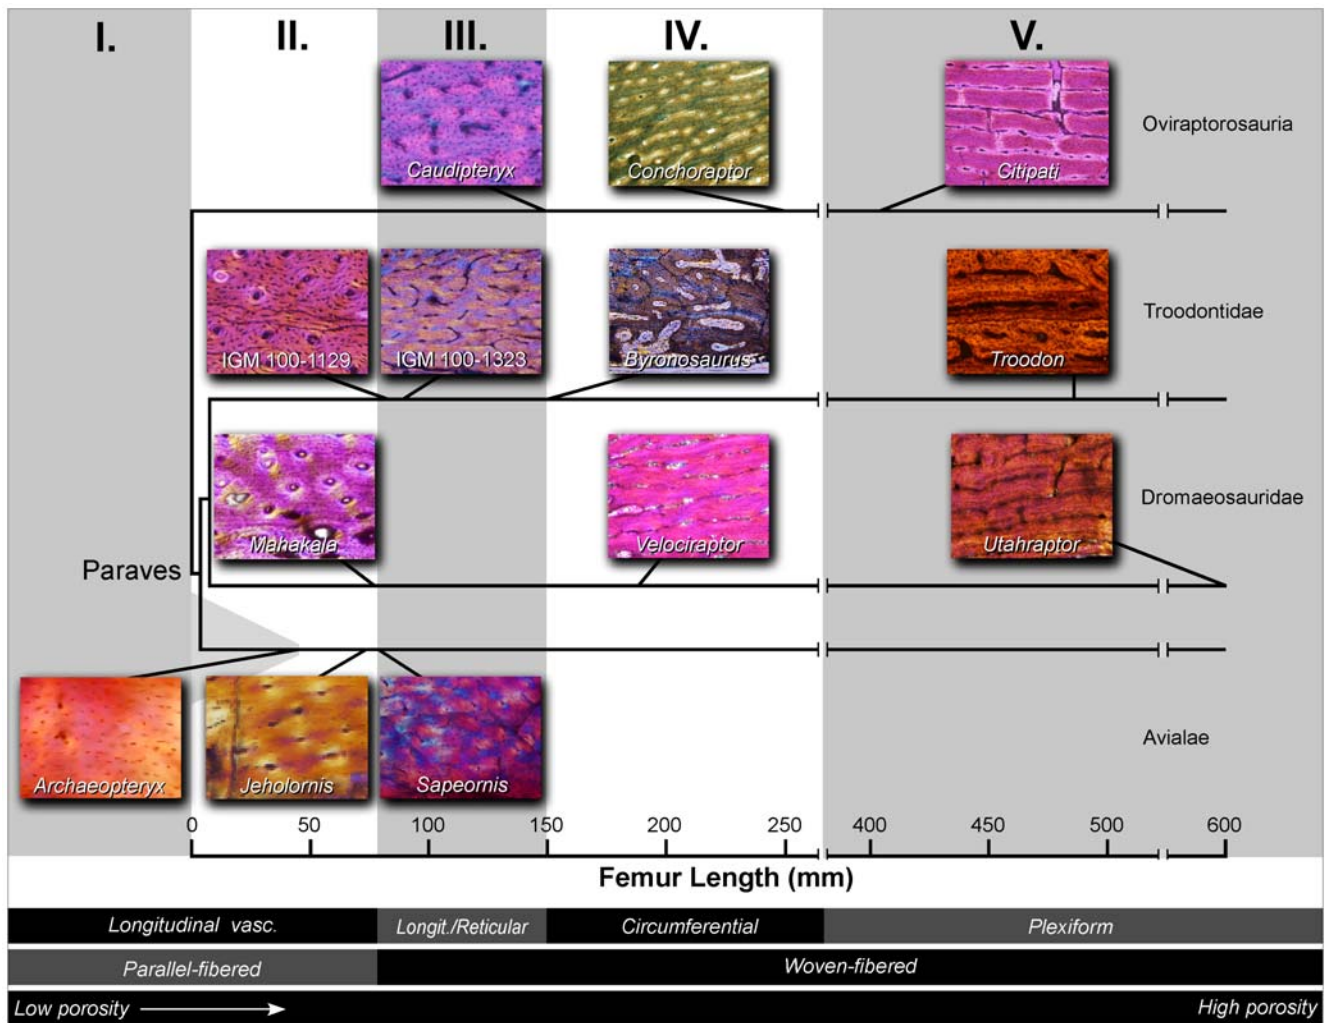 I. II. III. IV. V.
Caudipteryx Conchoraptor Citipati Oviraptorosauria
IGM 100-1129 IGM 100-1323 Byronosaurus Troodon Troodontidae
Mahakala Velociraptor Utahraptor Dromaeosauridae
Paraves
Archaeopteryx Jeholornis Sapeornis Avialae
0 50 100 150 200 250 400 450 500 600
Femur Length (mm)
Longitudinal vasc. Longit./Reticular Circumferential Plexiform
Parallel-fibered Woven-fibered
Low porosity High porosity